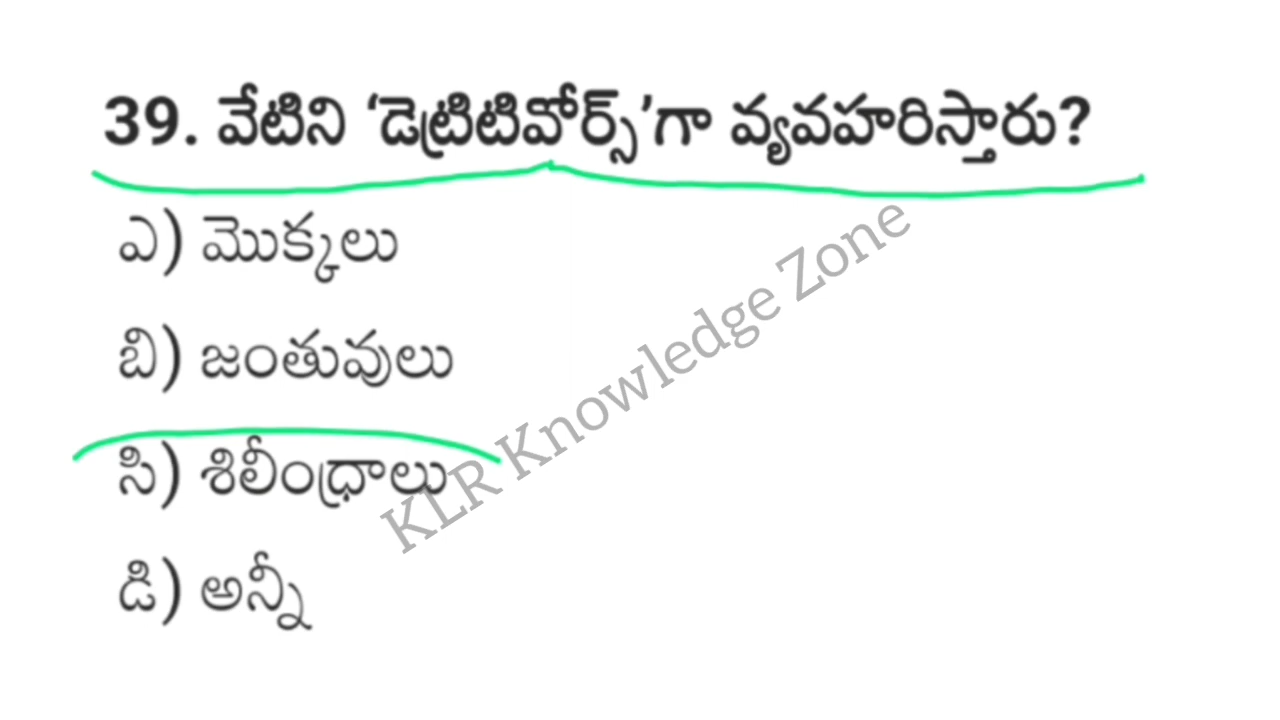 39. వేటిని ‘డెట్రిటివోర్స్’గా వ్యవహరిస్తారు?
ఎ) మొక్కలు
బి) జంతువులు
సి) శిలీంధ్రాలు
డి) అన్నీ
KLR Knowledge Zone